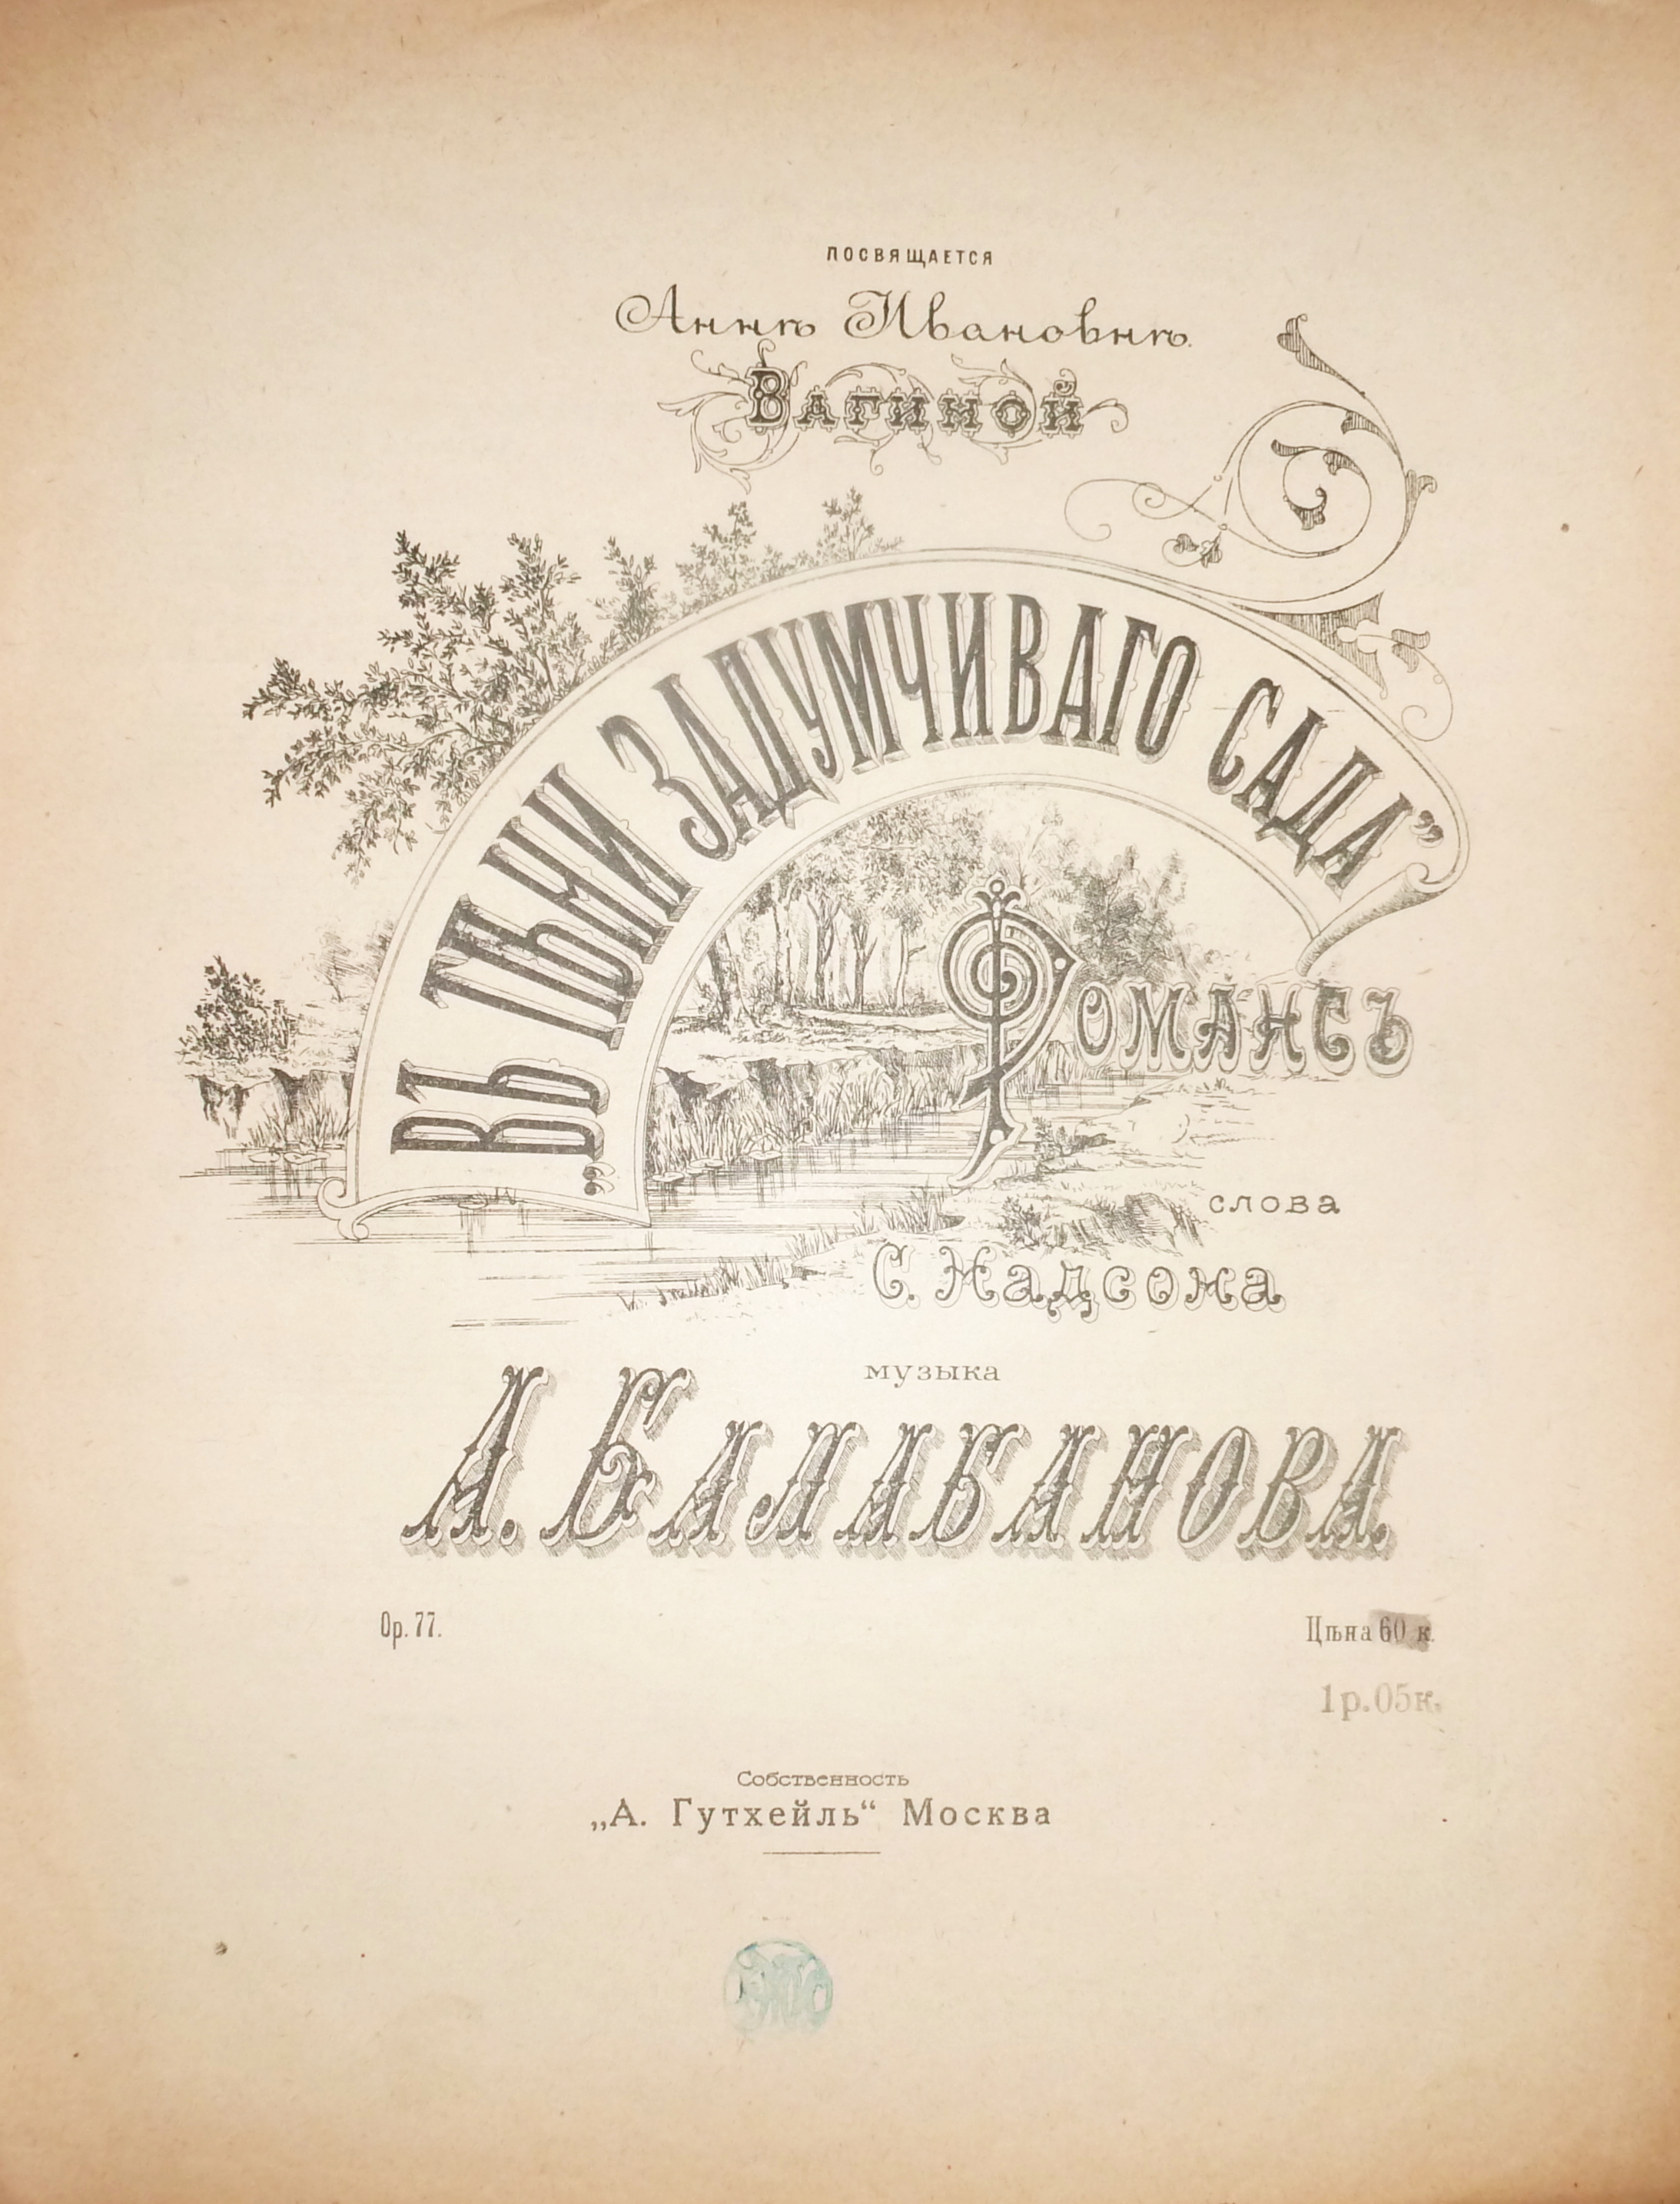 ПОСВЯЩАЕТСЯ
Аннѣ Ивановнѣ
Вагиной
„ВЪ ТѢНИ ЗАДУМЧИВАГО САДА”
Романсъ
слова
С. Надсона
музыка
А. БАЛАБАНОВА.
Op. 77.
Цѣна 60 к.
1р.05к.
Собственность
„А. Гутхейль“ Москва